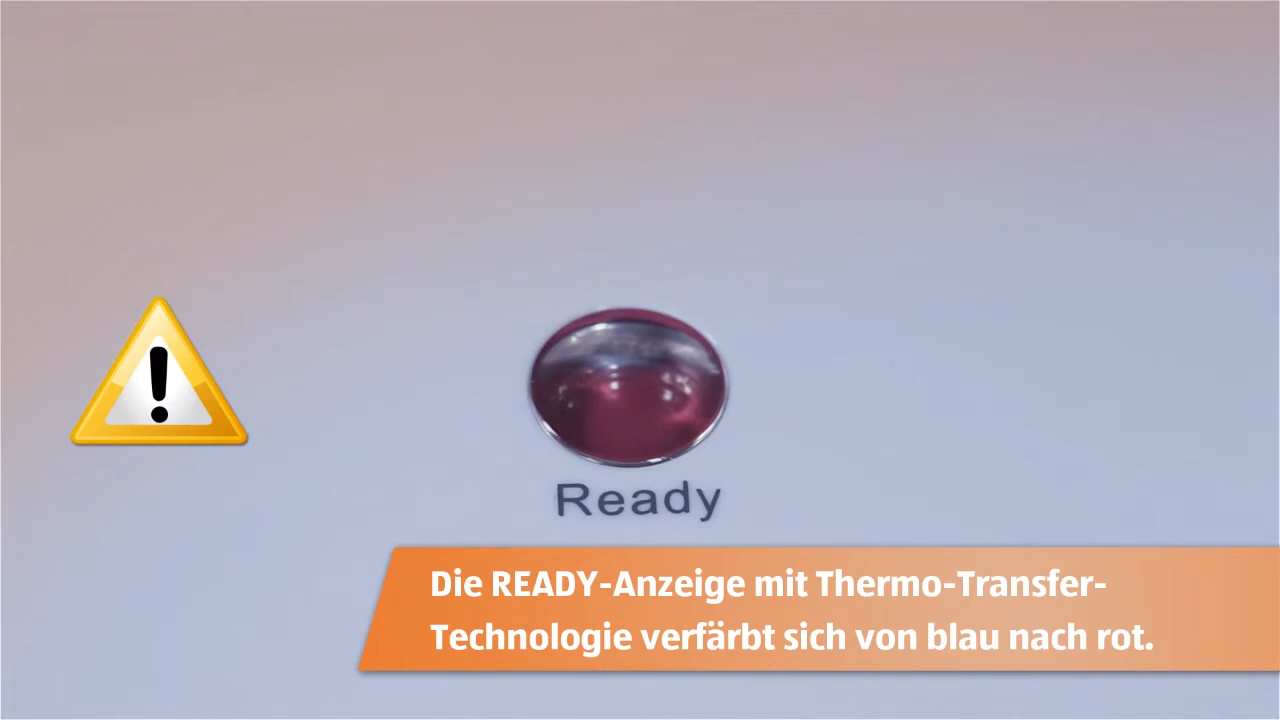 Ready
Die READY-Anzeige mit Thermo-Transfer-
Technologie verfärbt sich von blau nach rot.